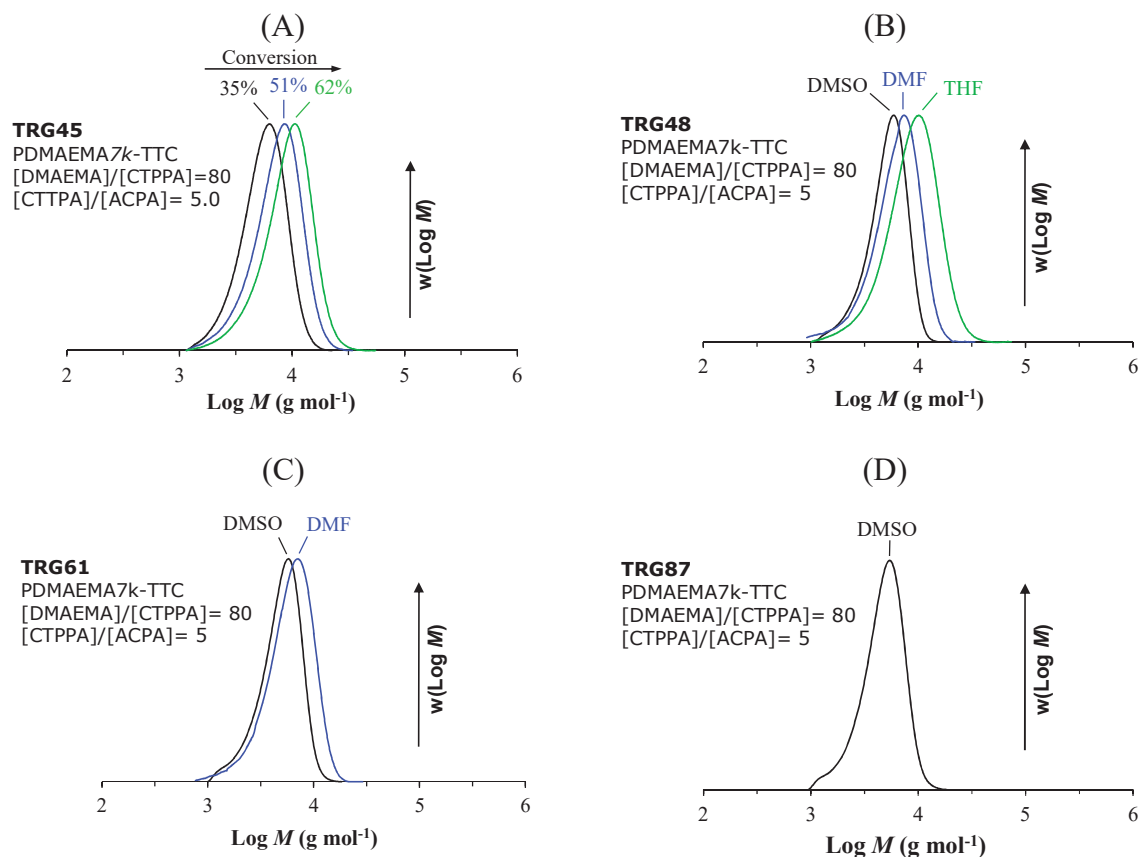 (A)
Conversion
35% 51% 62%
TRG45
PDMAEMA7k-TTC
[DMAEMA]/[CTPPA]=80
[CTTPA]/[ACPA]= 5.0
w(Log M)
2 3 4 5 6
Log M (g mol-1)
(B)
DMSO DMF THF
TRG48
PDMAEMA7k-TTC
[DMAEMA]/[CTPPA]= 80
[CTPPA]/[ACPA]= 5
w(Log M)
2 3 4 5 6
Log M (g mol-1)
(C)
DMSO DMF
TRG61
PDMAEMA7k-TTC
[DMAEMA]/[CTPPA]= 80
[CTPPA]/[ACPA]= 5
w(Log M)
2 3 4 5 6
Log M (g mol-1)
(D)
DMSO
TRG87
PDMAEMA7k-TTC
[DMAEMA]/[CTPPA]= 80
[CTPPA]/[ACPA]= 5
w(Log M)
2 3 4 5 6
Log M (g mol-1)